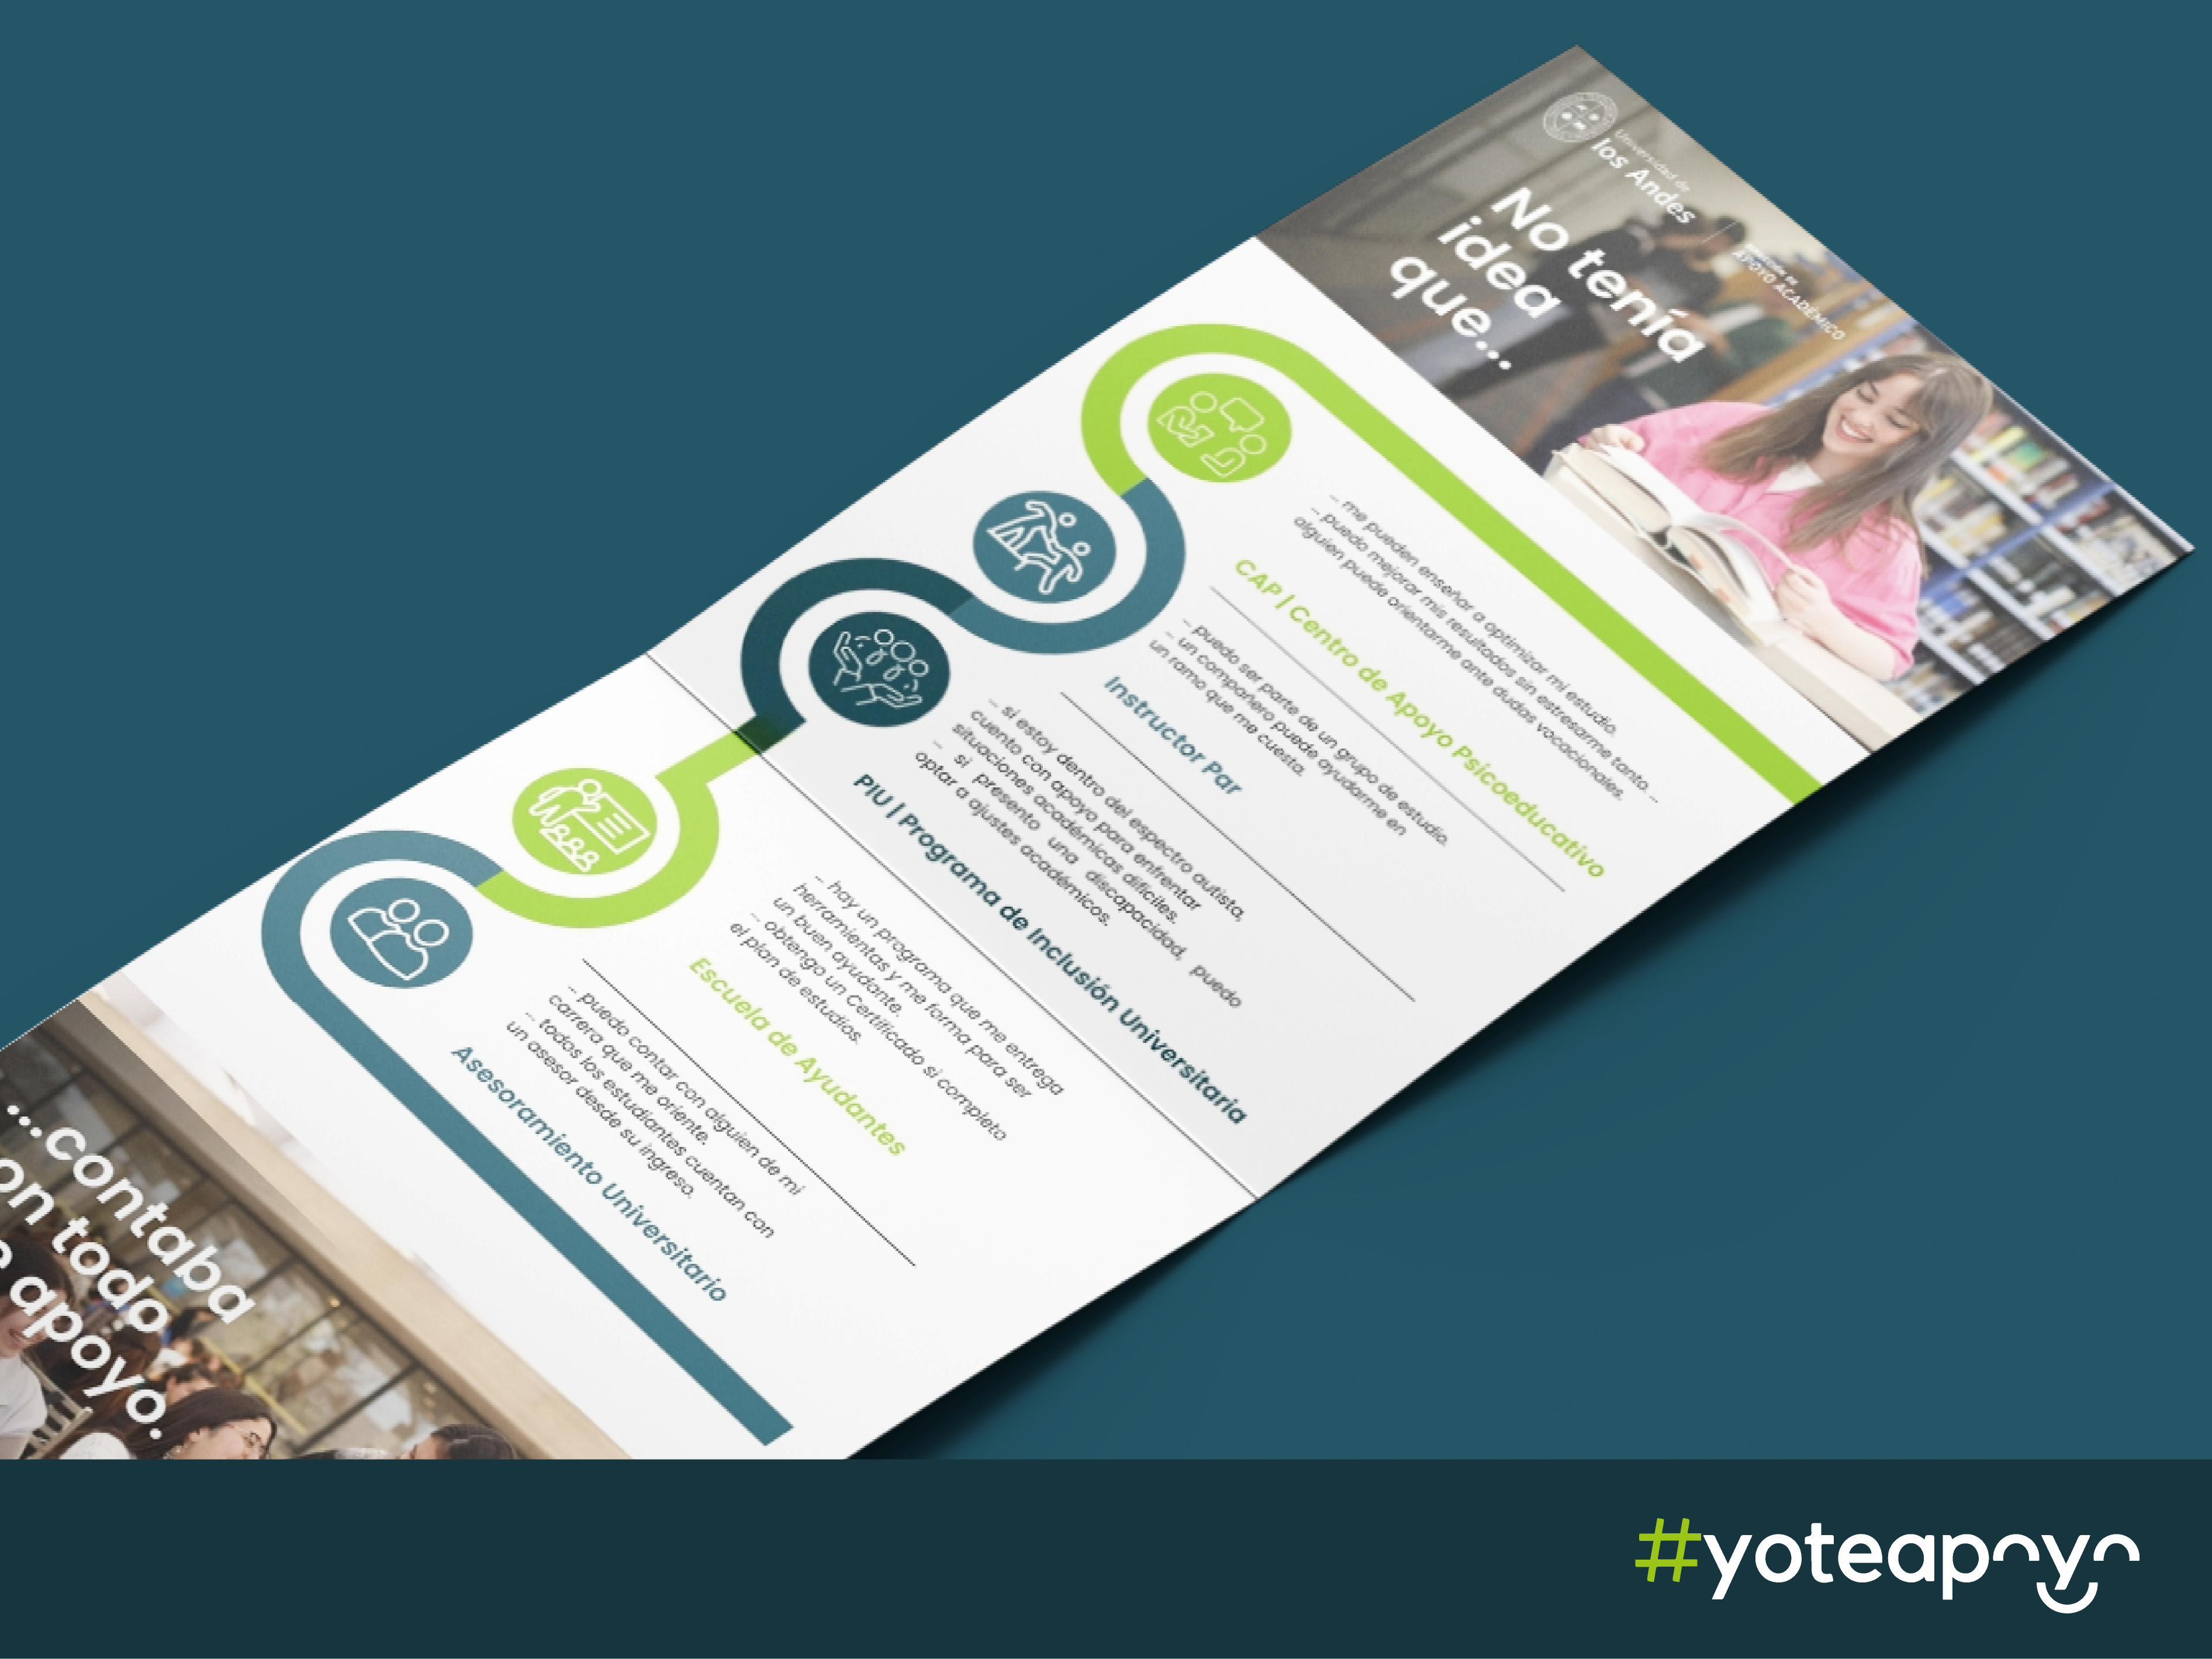 Universidad de
los Andes
APOYO ACADÉMICO
No tenía
idea
que...
... me pueden enseñar a optimizar mi estudio.
... puedo mejorar mis resultados sin estresarme tanto. ...
alguien puede orientarme ante dudas vocacionales.
CAP | Centro de Apoyo Psicoeducativo
... puedo ser parte de un grupo de estudio.
... un compañero puede ayudarme en
un ramo que me cuesta.
Instructor Par
... si estoy dentro del espectro autista,
cuento con apoyo para enfrentar
situaciones académicas difíciles.
... si presento una discapacidad, puedo
optar a ajustes académicos.
PIU | Programa de Inclusión Universitaria
... hay un programa que me entrega
herramientas y me forma para ser
un buen ayudante.
... obtengo un Certificado si completo
el plan de estudios.
Escuela de Ayudantes
... puedo contar con alguien de mi
carrera que me oriente.
... todos los estudiantes cuentan con
un asesor desde su ingreso.
Asesoramiento Universitario
...contaba
on todo
apoyo.
#yoteapoyo